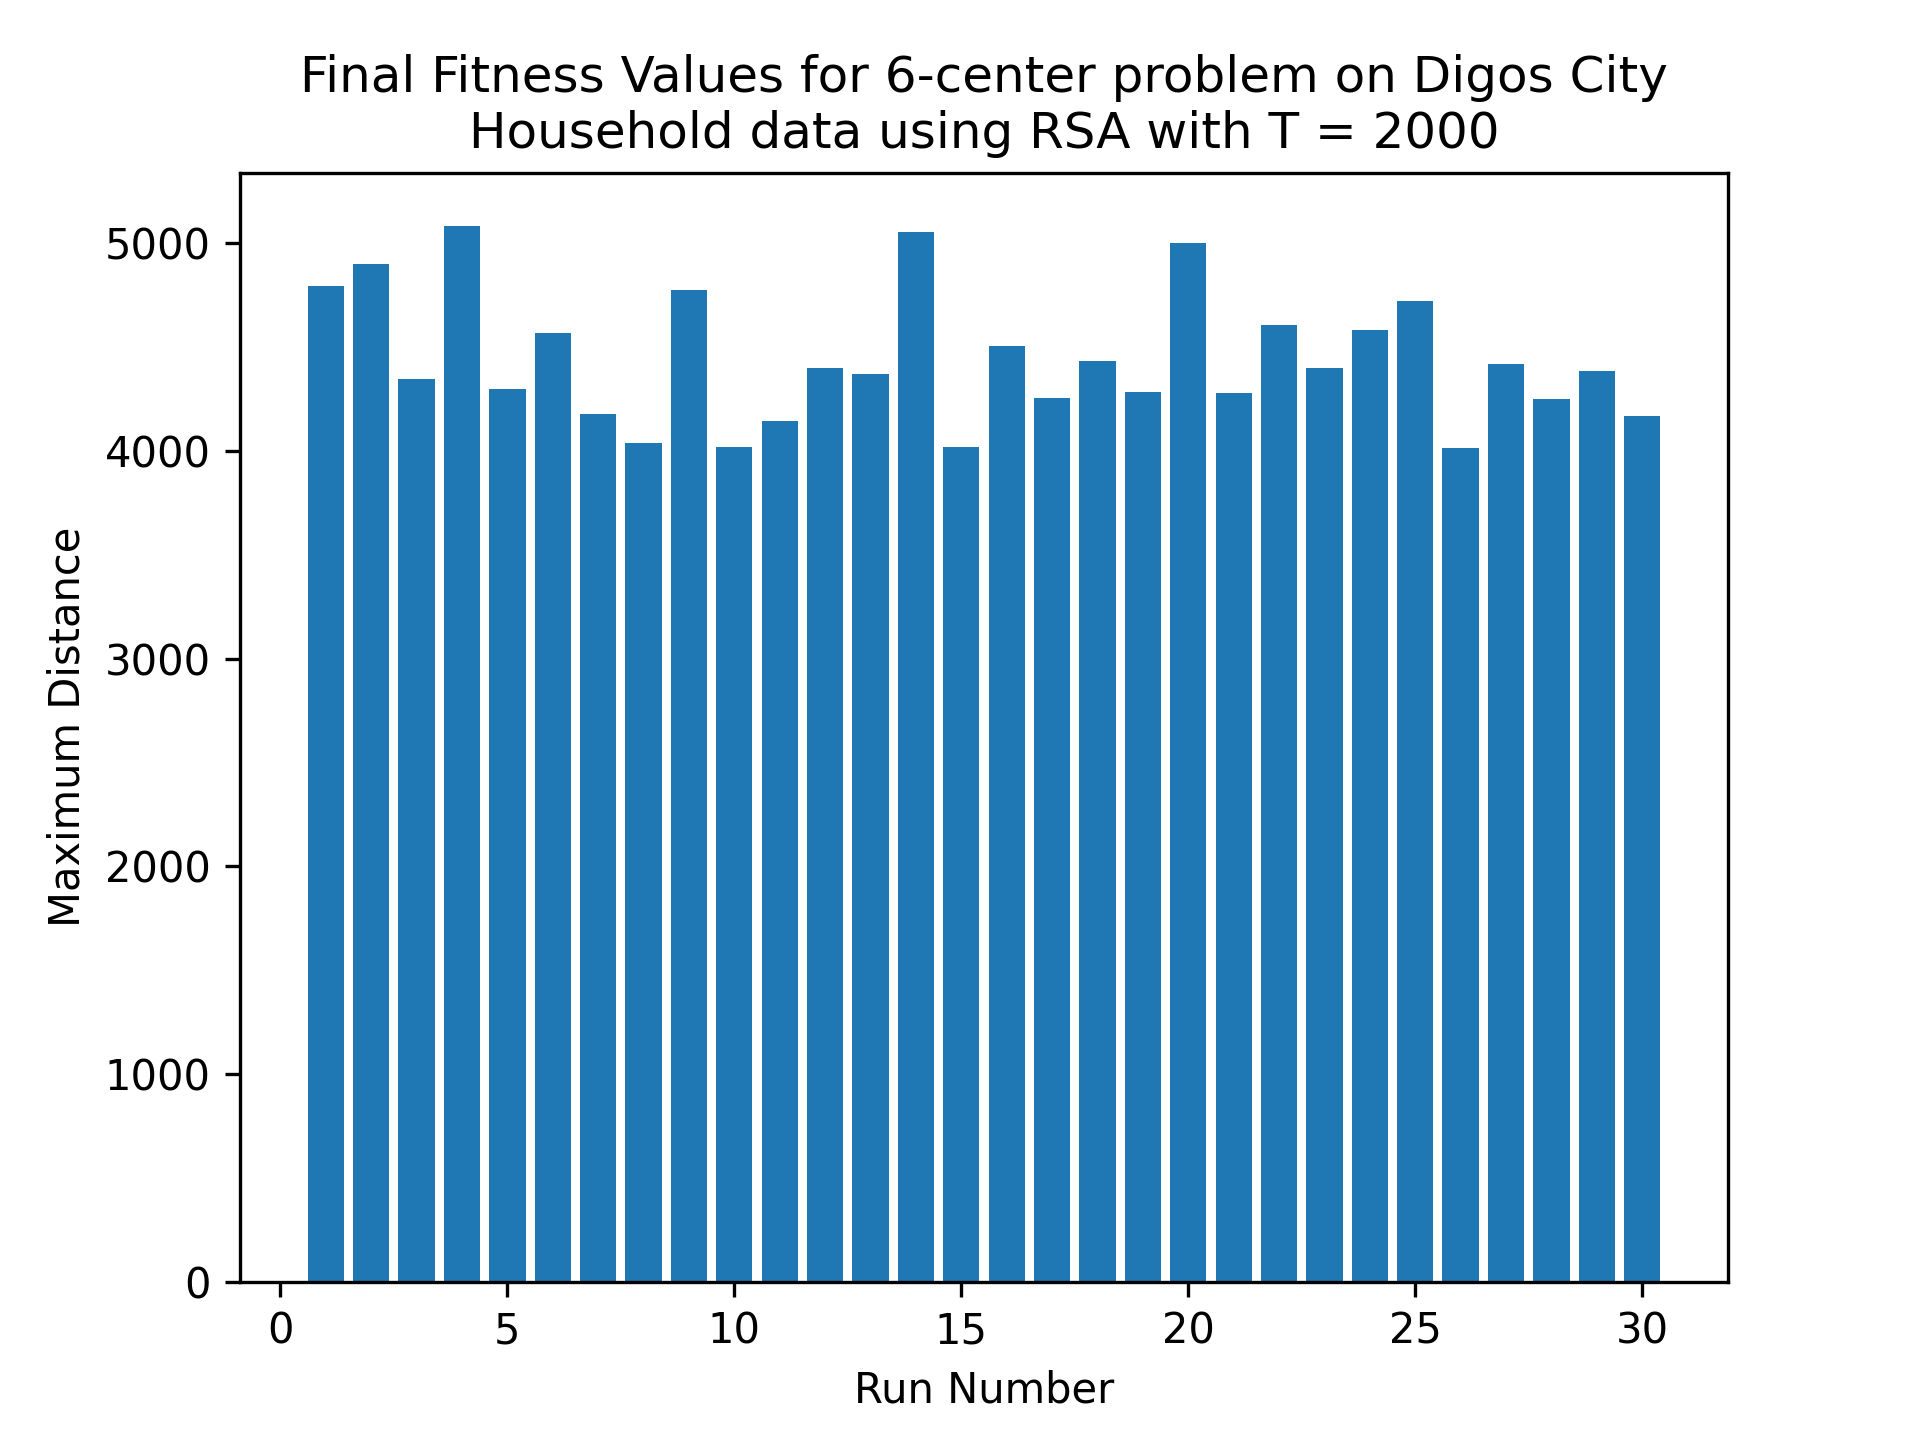 Final Fitness Values for 6-center problem on Digos City
Household data using RSA with T = 2000
5000
4000
3000
2000
1000
0
Maximum Distance
0 5 10 15 20 25 30
Run Number